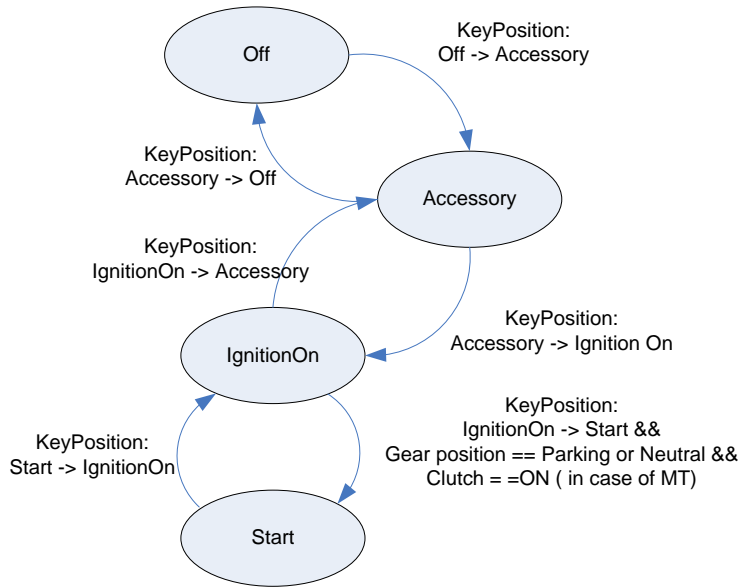 Off
KeyPosition:
Off -> Accessory
KeyPosition:
Accessory -> Off
Accessory
KeyPosition:
IgnitionOn -> Accessory
KeyPosition:
Accessory -> Ignition On
IgnitionOn
KeyPosition:
IgnitionOn -> Start &&
Gear position == Parking or Neutral &&
Clutch = =ON ( in case of MT)
KeyPosition:
Start -> IgnitionOn
Start